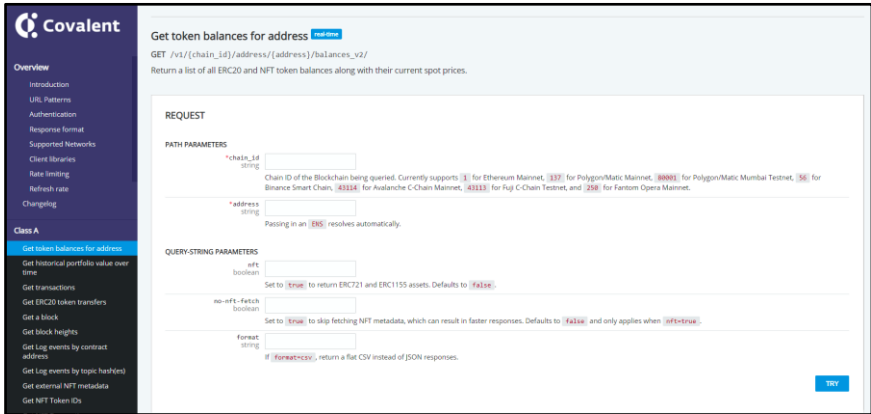 Covalent
Overview
Introduction
URL Patterns
Authentication
Response format
Supported Networks
Client libraries
Rate limiting
Refresh rate
Changelog
Class A
Get token balances for address
Get historical portfolio value over
time
Get transactions
Get ERC20 token transfers
Get a block
Get block heights
Get Log events by contract
address
Get Log events by topic hash(es)
Get external NFT metadata
Get NFT Token IDs
Get token balances for address real-time
GET /v1/{chain_id}/address/{address}/balances_v2/
Return a list of all ERC20 and NFT token balances along with their current spot prices.
REQUEST
PATH PARAMETERS
*chain_id
string
Chain ID of the Blockchain being queried. Currently supports 1 for Ethereum Mainnet, 137 for Polygon/Matic Mainnet, 80001 for Polygon/Matic Mumbai Testnet, 56 for
Binance Smart Chain, 43114 for Avalanche C-Chain Mainnet, 43113 for Fuji C-Chain Testnet, and 250 for Fantom Opera Mainnet.
*address
string
Passing in an ENS resolves automatically.
QUERY-STRING PARAMETERS
nft
boolean
Set to true to return ERC721 and ERC1155 assets. Defaults to false.
no-nft-fetch
boolean
Set to true to skip fetching NFT metadata, which can result in faster responses. Defaults to false and only applies when nft=true.
format
string
If format=csv, return a flat CSV instead of JSON responses.
TRY